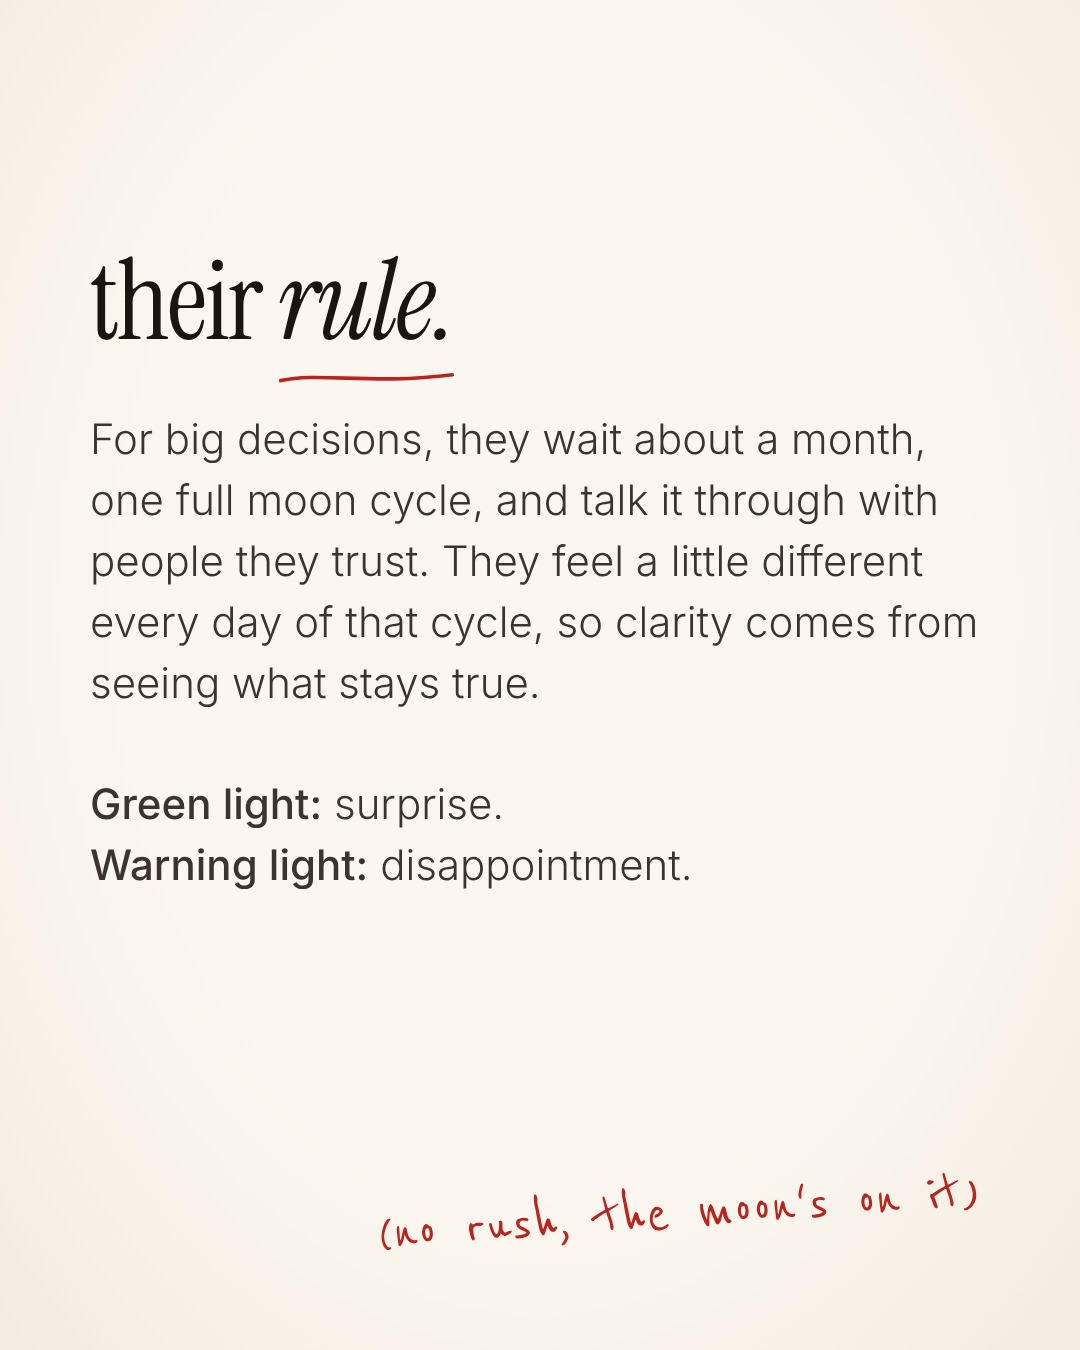 their rule.
For big decisions, they wait about a month,
one full moon cycle, and talk it through with
people they trust. They feel a little different
every day of that cycle, so clarity comes from
seeing what stays true.
Green light: surprise.
Warning light: disappointment.
(no rush, the moon's on it)